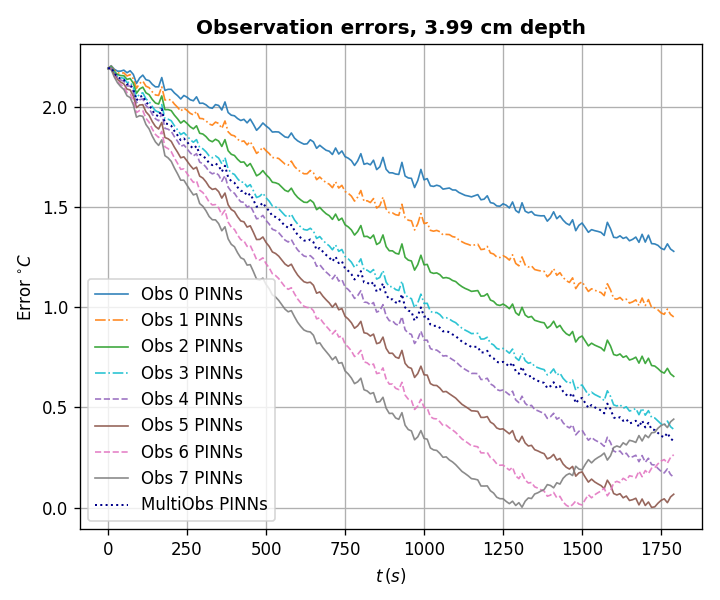 Observation errors, 3.99 cm depth
Error °C
2.0
1.5
1.0
0.5
0.0
Obs 0 PINNs
Obs 1 PINNs
Obs 2 PINNs
Obs 3 PINNs
Obs 4 PINNs
Obs 5 PINNs
Obs 6 PINNs
Obs 7 PINNs
MultiObs PINNs
0 250 500 750 1000 1250 1500 1750
t (s)